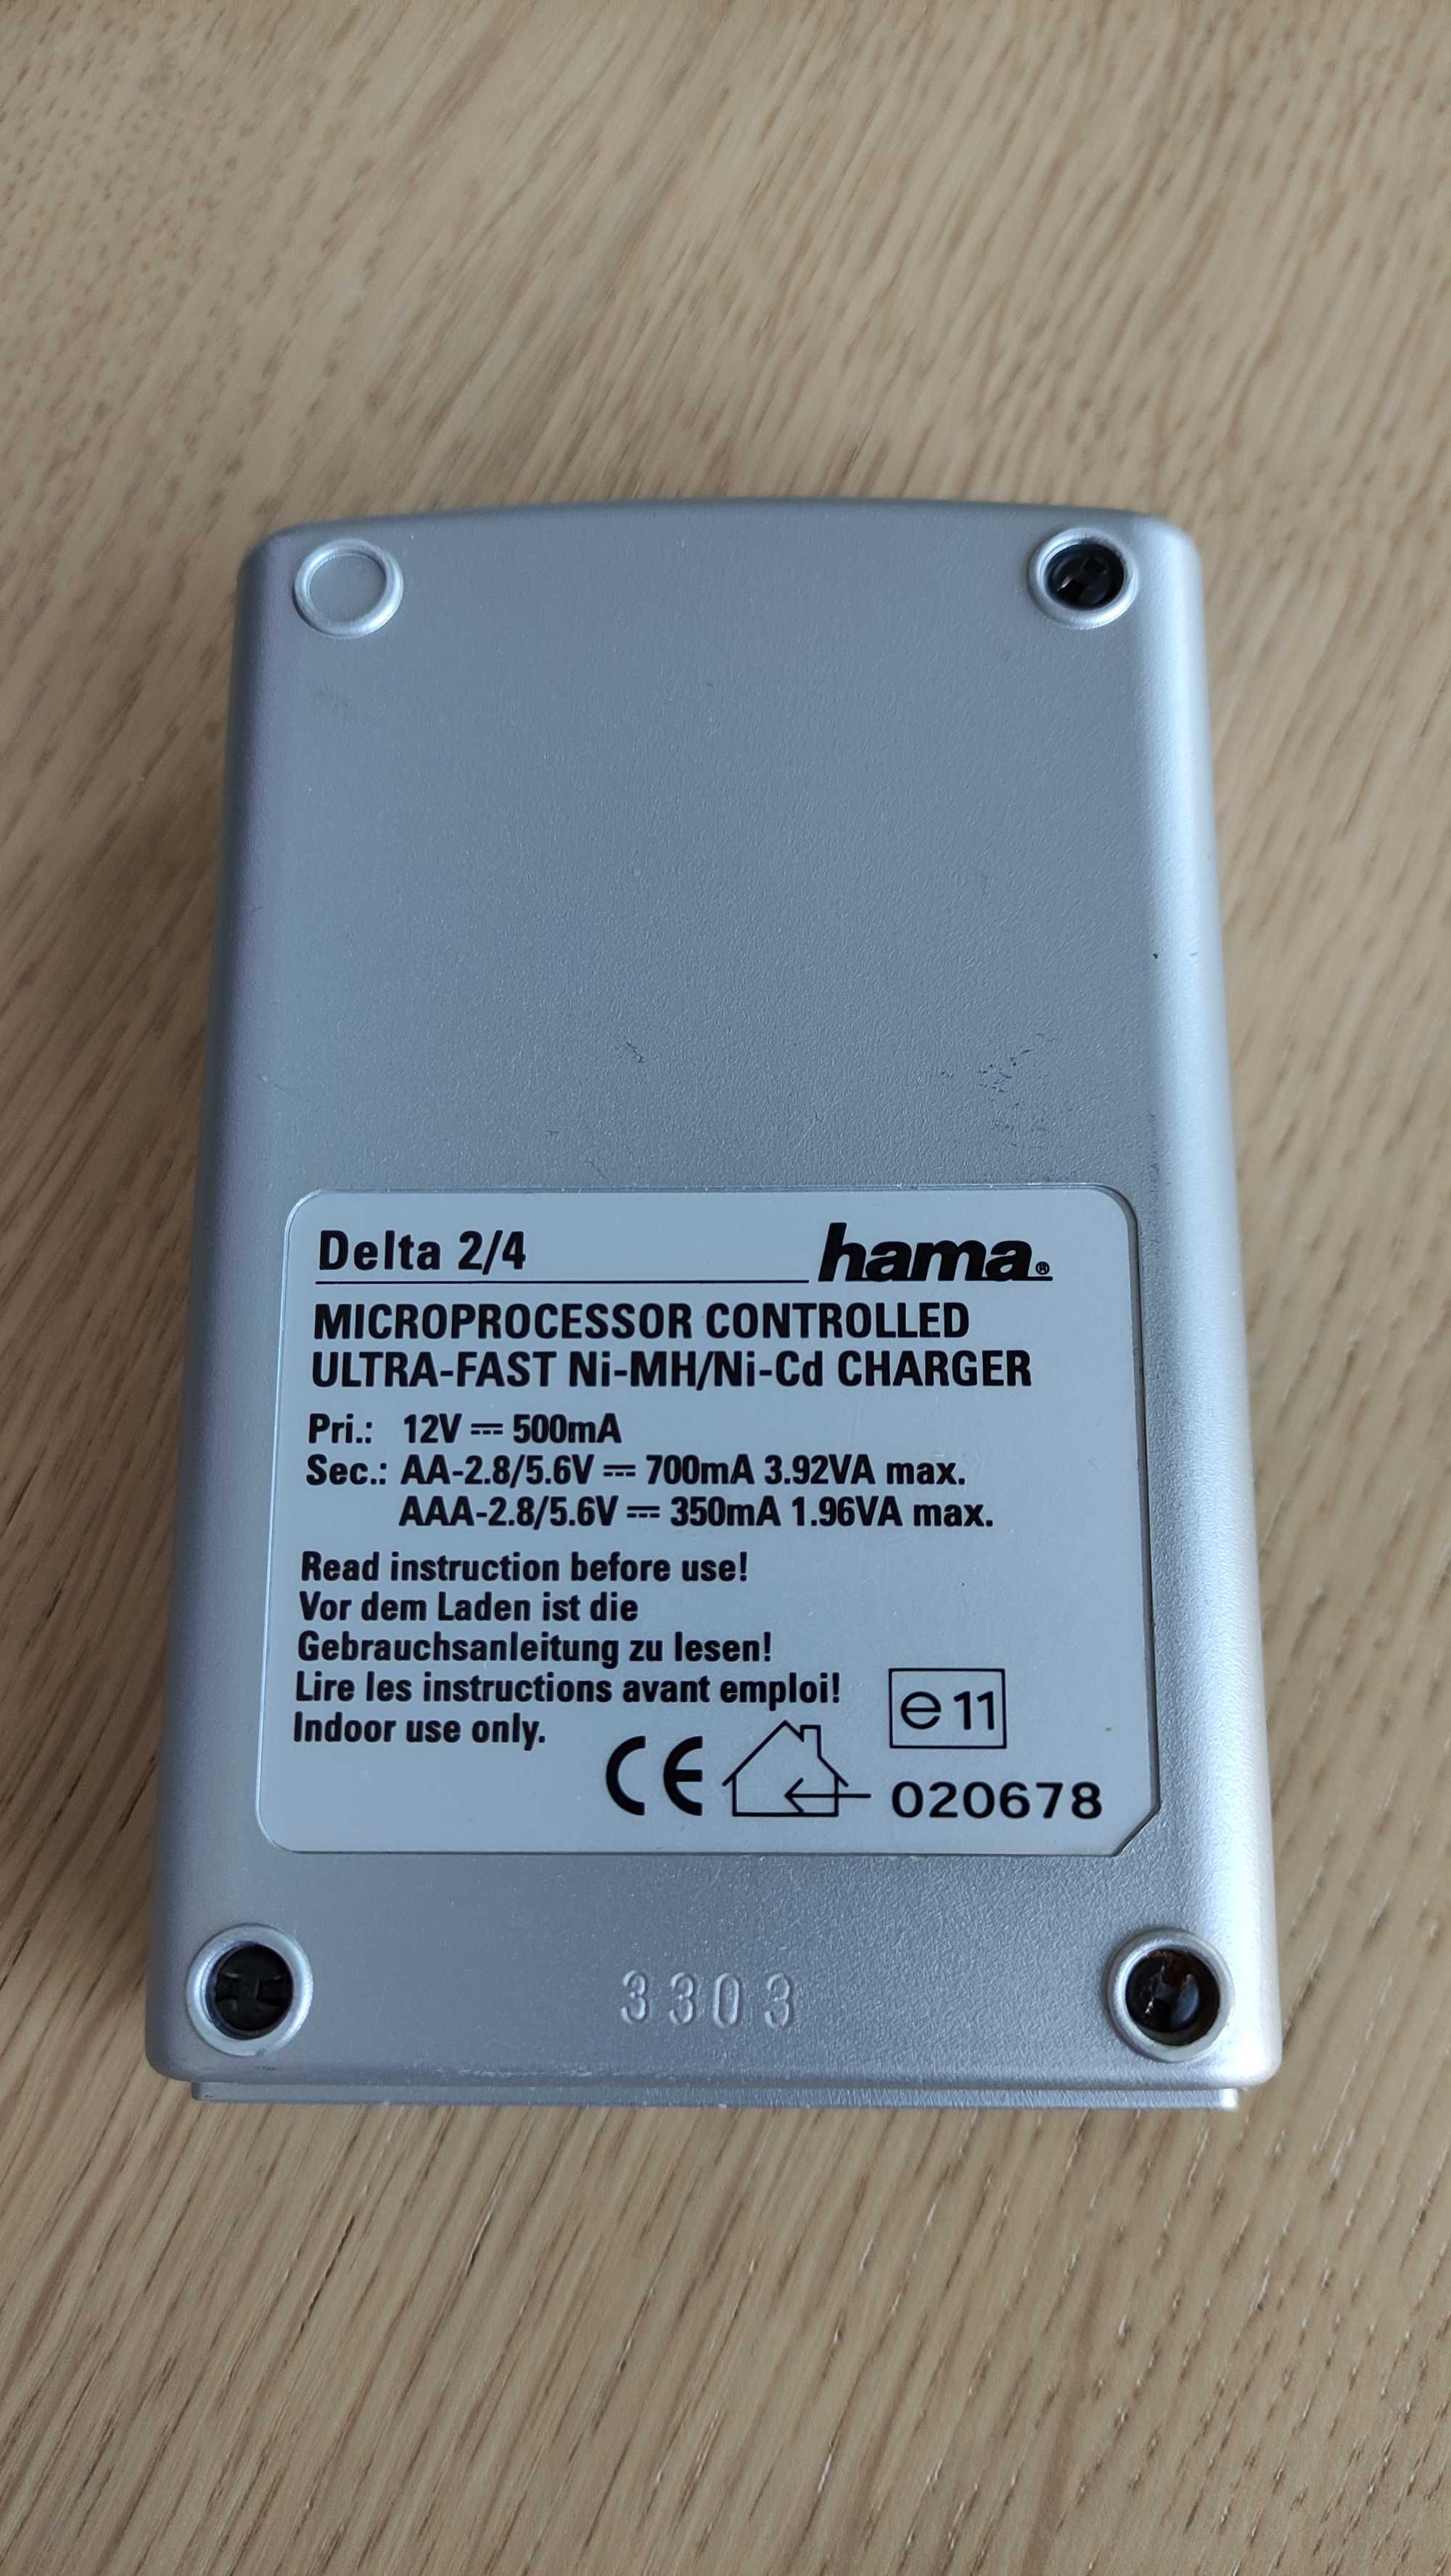 Delta 2/4 hama®
MICROPROCESSOR CONTROLLED
ULTRA-FAST Ni-MH/Ni-Cd CHARGER
Pri.: 12V ⎓ 500mA
Sec.: AA-2.8/5.6V ⎓ 700mA 3.92VA max.
AAA-2.8/5.6V ⎓ 350mA 1.96VA max.
Read instruction before use!
Vor dem Laden ist die
Gebrauchsanleitung zu lesen!
Lire les instructions avant emploi!
Indoor use only.
e11
CE 020678
3303